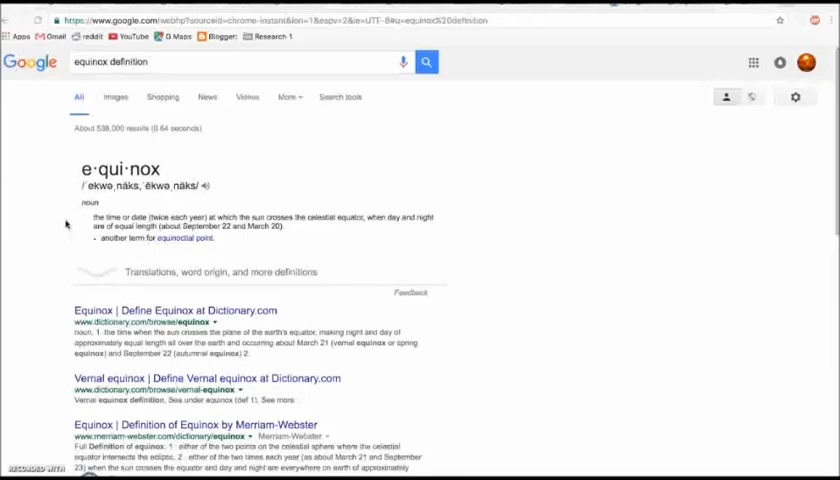 https://www.google.com/webhp?sourceid=chrome-instant&ion=1&espv=2&ie=UTF-8#q=equinox%20definition
Apps Gmail reddit YouTube G Maps Blogger: Research 1
Google equinox definition
All Images Shopping News Videos More Search tools
About 538,000 results (0.64 seconds)
e·qui·nox
/ˈekwəˌnäks,ˈēkwəˌnäks/
noun
the time or date (twice each year) at which the sun crosses the celestial equator, when day and night
are of equal length (about September 22 and March 20).
• another term for equinoctial point.
Translations, word origin, and more definitions
Feedback
Equinox | Define Equinox at Dictionary.com
www.dictionary.com/browse/equinox
noun. 1. the time when the sun crosses the plane of the earth's equator, making night and day of
approximately equal length all over the earth and occurring about March 21 (vernal equinox or spring
equinox) and September 22 (autumnal equinox) 2.
Vernal equinox | Define Vernal equinox at Dictionary.com
www.dictionary.com/browse/vernal-equinox
Vernal equinox definition, See under equinox (def 1). See more.
Equinox | Definition of Equinox by Merriam-Webster
www.merriam-webster.com/dictionary/equinox Merriam-Webster
Full Definition of equinox. 1 : either of the two points on the celestial sphere where the celestial
equator intersects the ecliptic. 2 : either of the two times each year (as about March 21 and September
23) when the sun crosses the equator and day and night are everywhere on earth of approximately
RECORDED WITH